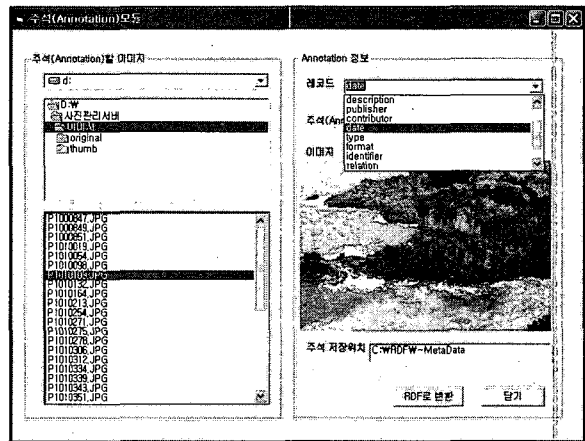 주석(Annotation)모듈
주석(Annotation)할 이미지
d:
D:₩
사진관리서버
이미지
original
thumb
P1000847.JPG
P1000849.JPG
P1000851.JPG
P1010019.JPG
P1010054.JPG
P1010098.JPG
P1010103.JPG
P1010132.JPG
P1010164.JPG
P1010213.JPG
P1010254.JPG
P1010271.JPG
P1010275.JPG
P1010278.JPG
P1010306.JPG
P1010312.JPG
P1010334.JPG
P1010339.JPG
P1010343.JPG
P1010351.JPG
Annotation 정보
레코드
date
description
publisher
contributor
date
type
format
identifier
relation
주석(Ann
이미지
주석 저장위치
C:₩RDF₩~MetaData
RDF로 변환
닫기